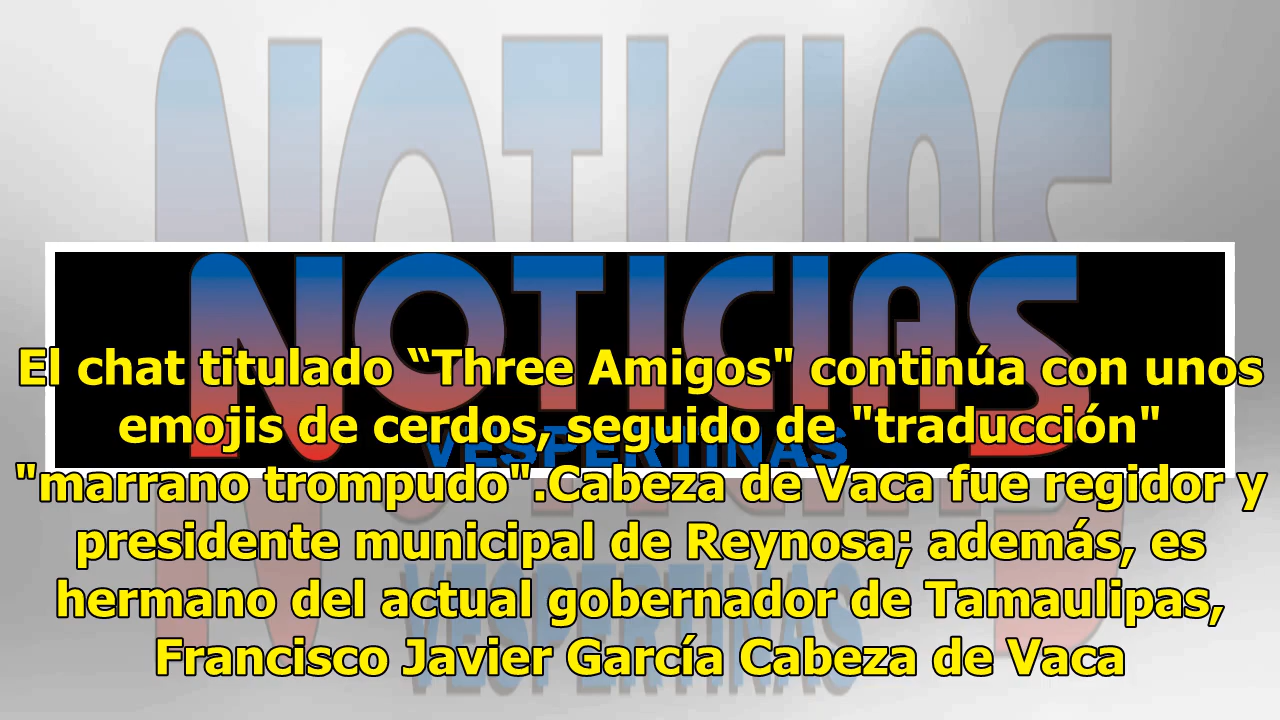 NOTICIAS
NOTICIAS
El chat titulado “Three Amigos" continúa con unos
emojis de cerdos, seguido de "traducción"
VESPERTINAS
"marrano trompudo".Cabeza de Vaca fue regidor y
presidente municipal de Reynosa; además, es
hermano del actual gobernador de Tamaulipas,
VESPERTINAS
Francisco Javier García Cabeza de Vaca